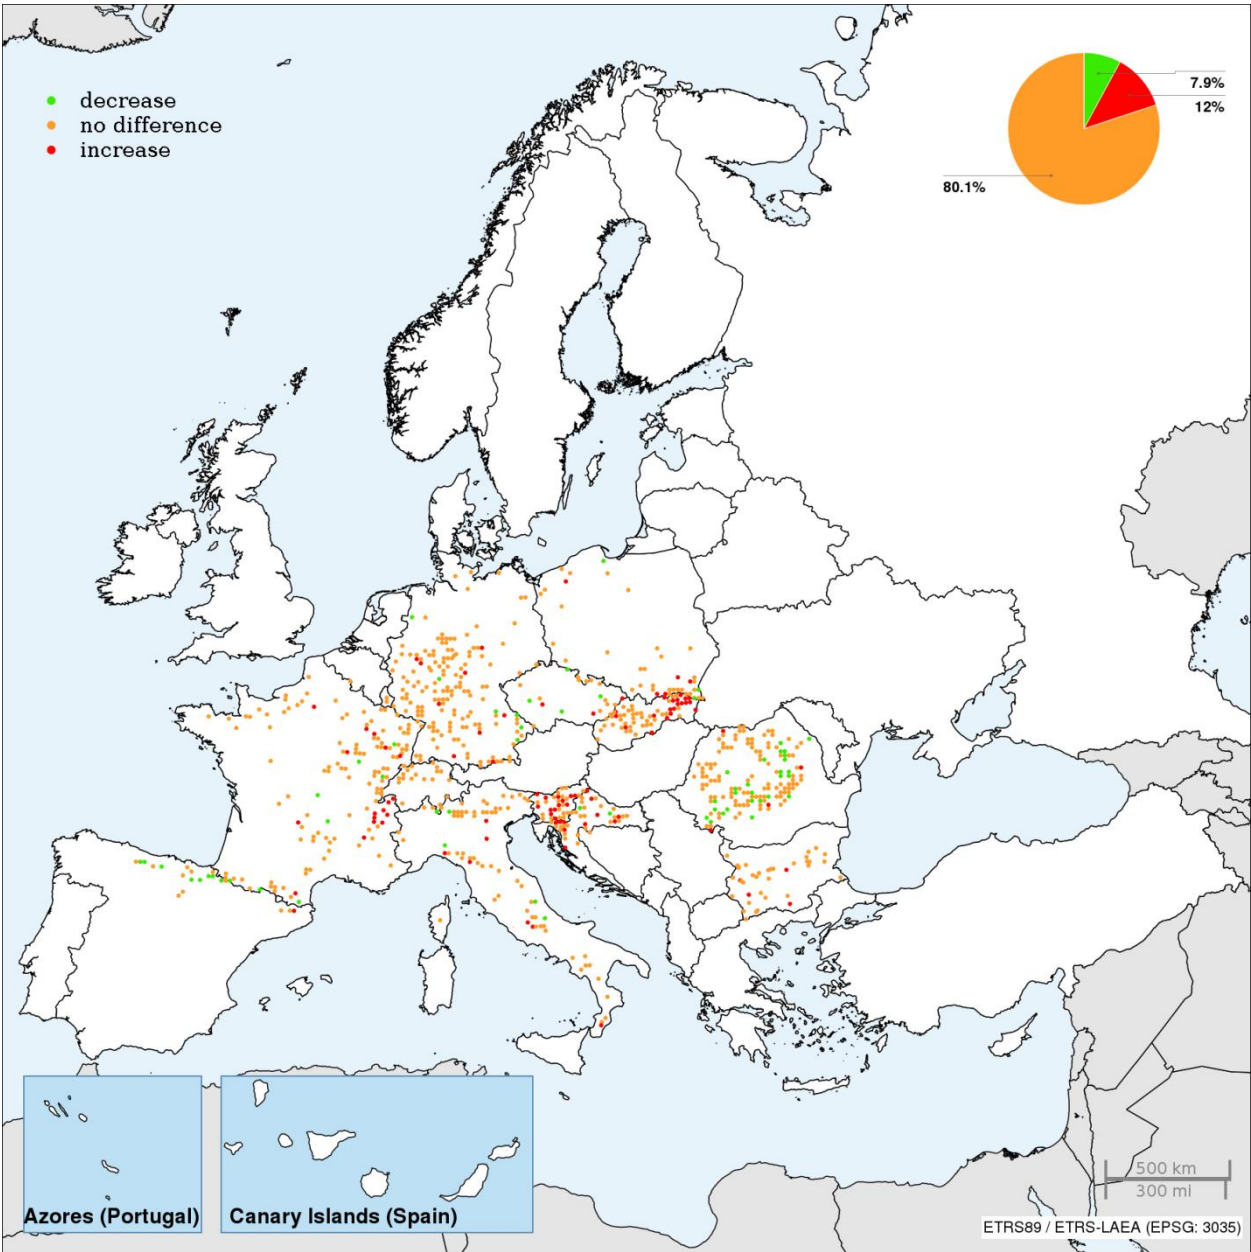 decrease
no difference
increase
7.9%
12%
80.1%
500 km
300 mi
Azores (Portugal)
Canary Islands (Spain)
ETRS89 / ETRS-LAEA (EPSG: 3035)